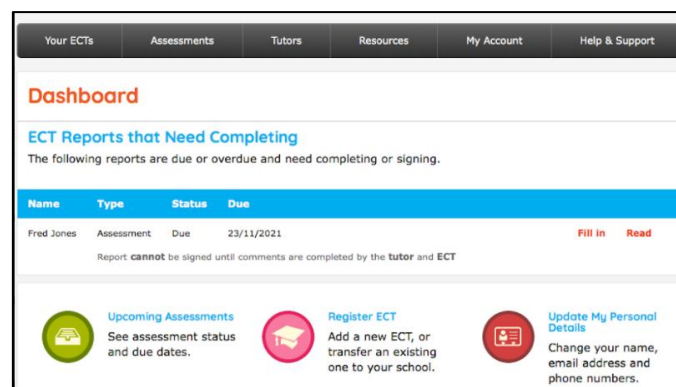 Your ECTs Assessments Tutors Resources My Account Help & Support
Dashboard
ECT Reports that Need Completing
The following reports are due or overdue and need completing or signing.
Name Type Status Due
Fred Jones Assessment Due 23/11/2021 Fill in Read
Report cannot be signed until comments are completed by the tutor and ECT
Upcoming Assessments
See assessment status
and due dates.
Register ECT
Add a new ECT, or
transfer an existing
one to your school.
Update My Personal
Details
Change your name,
email address and
phone numbers.